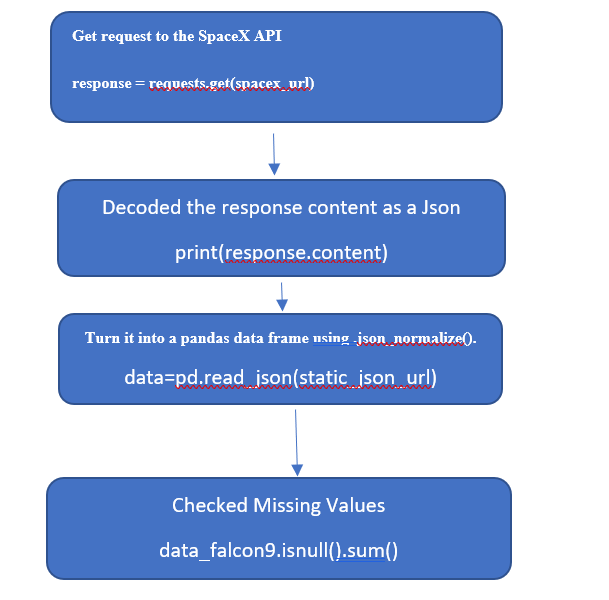 Get request to the SpaceX API
response = requests.get(spacex_url)
Decoded the response content as a Json
print(response.content)
Turn it into a pandas data frame using .json_normalize().
data=pd.read_json(static_json_url)
Checked Missing Values
data_falcon9.isnull().sum()